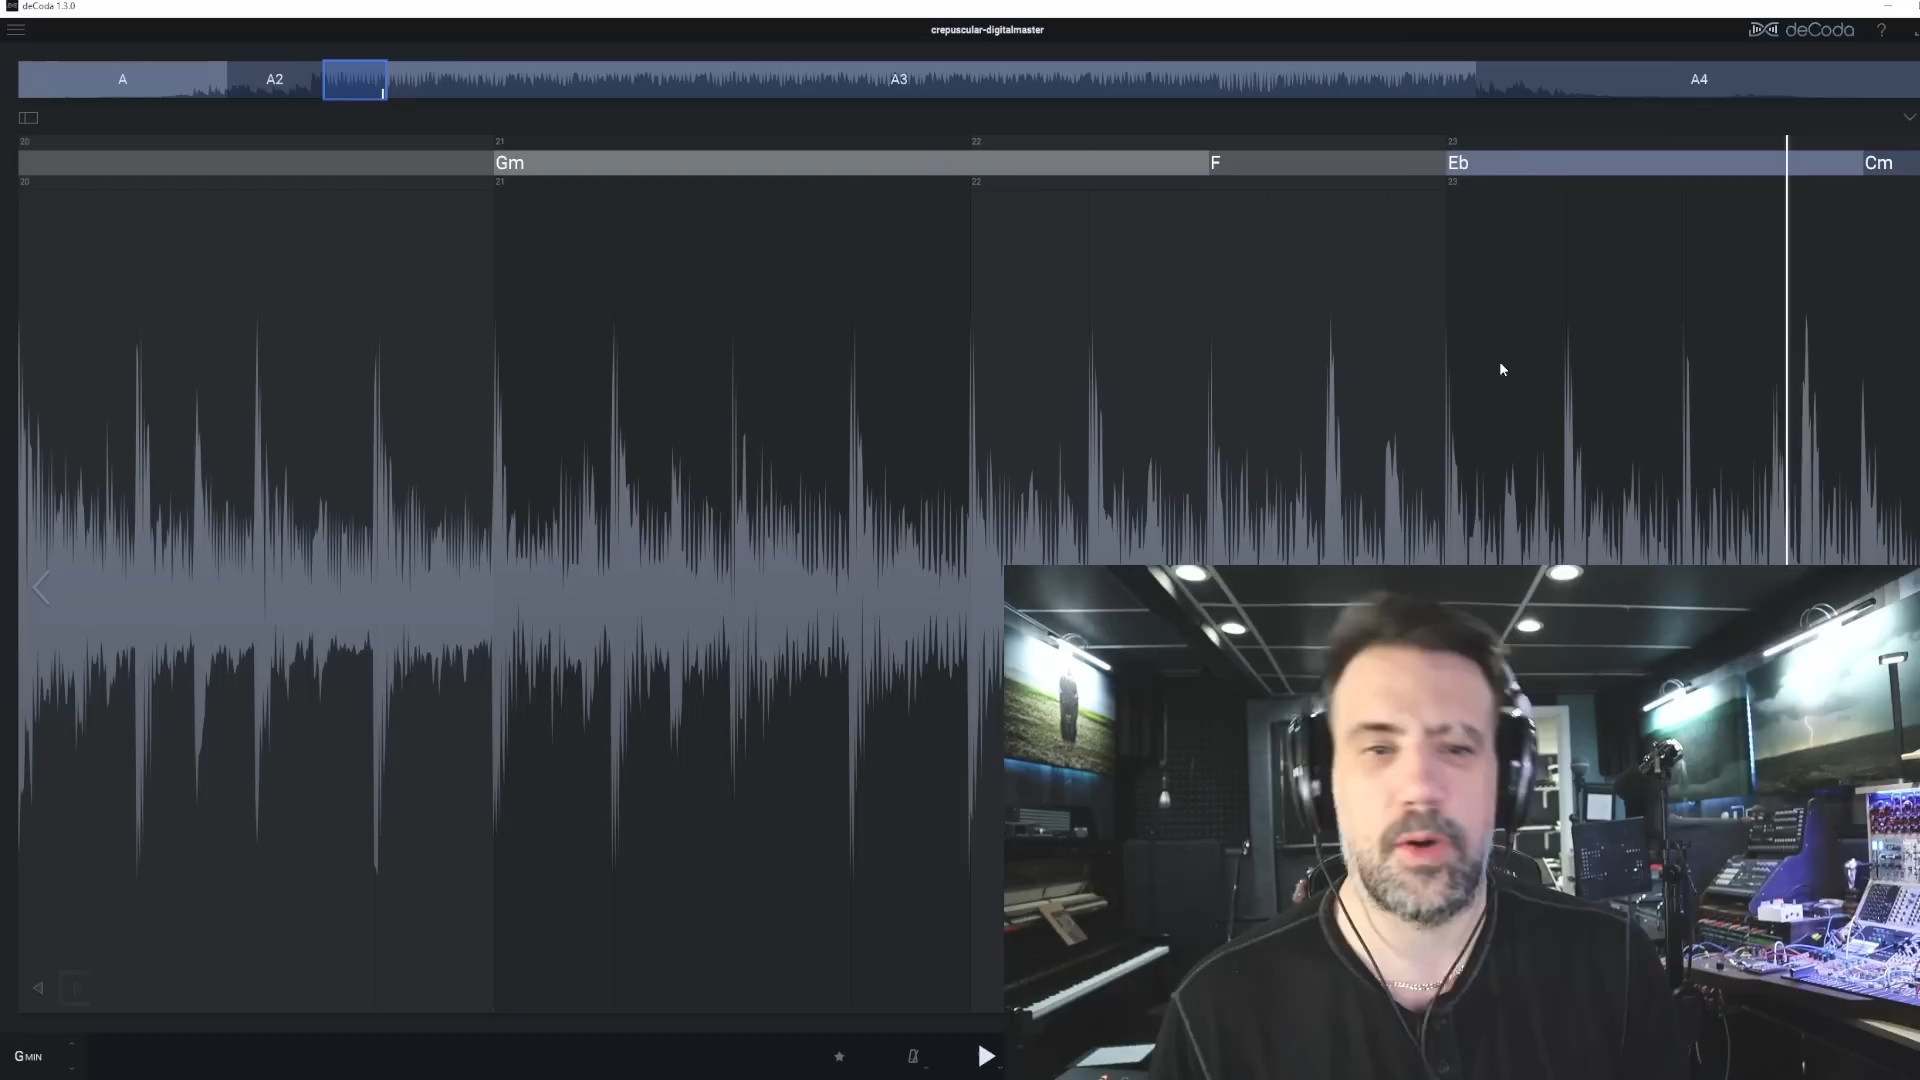 deCoda 1.3.0
crepuscular-digitalmaster
deCoda ?
A A2 A3 A4
20 21 22 23
Gm F Eb Cm
20 21 22 23
G MIN